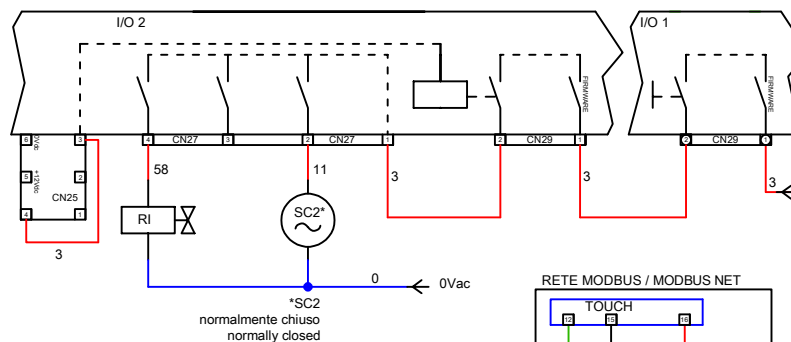 I/O 2
I/O 1
FIRMWARE
FIRMWARE
4
CN27
3
2
CN27
1
2
CN29
1
2
CN29
1
6
0Vdc
3
5
+12Vdc
2
CN25
4
1
3
58
11
3
3
3
RI
SC2*
0
0Vac
*SC2
normalmente chiuso
normally closed
RETE MODBUS / MODBUS NET
TOUCH
12
15
16